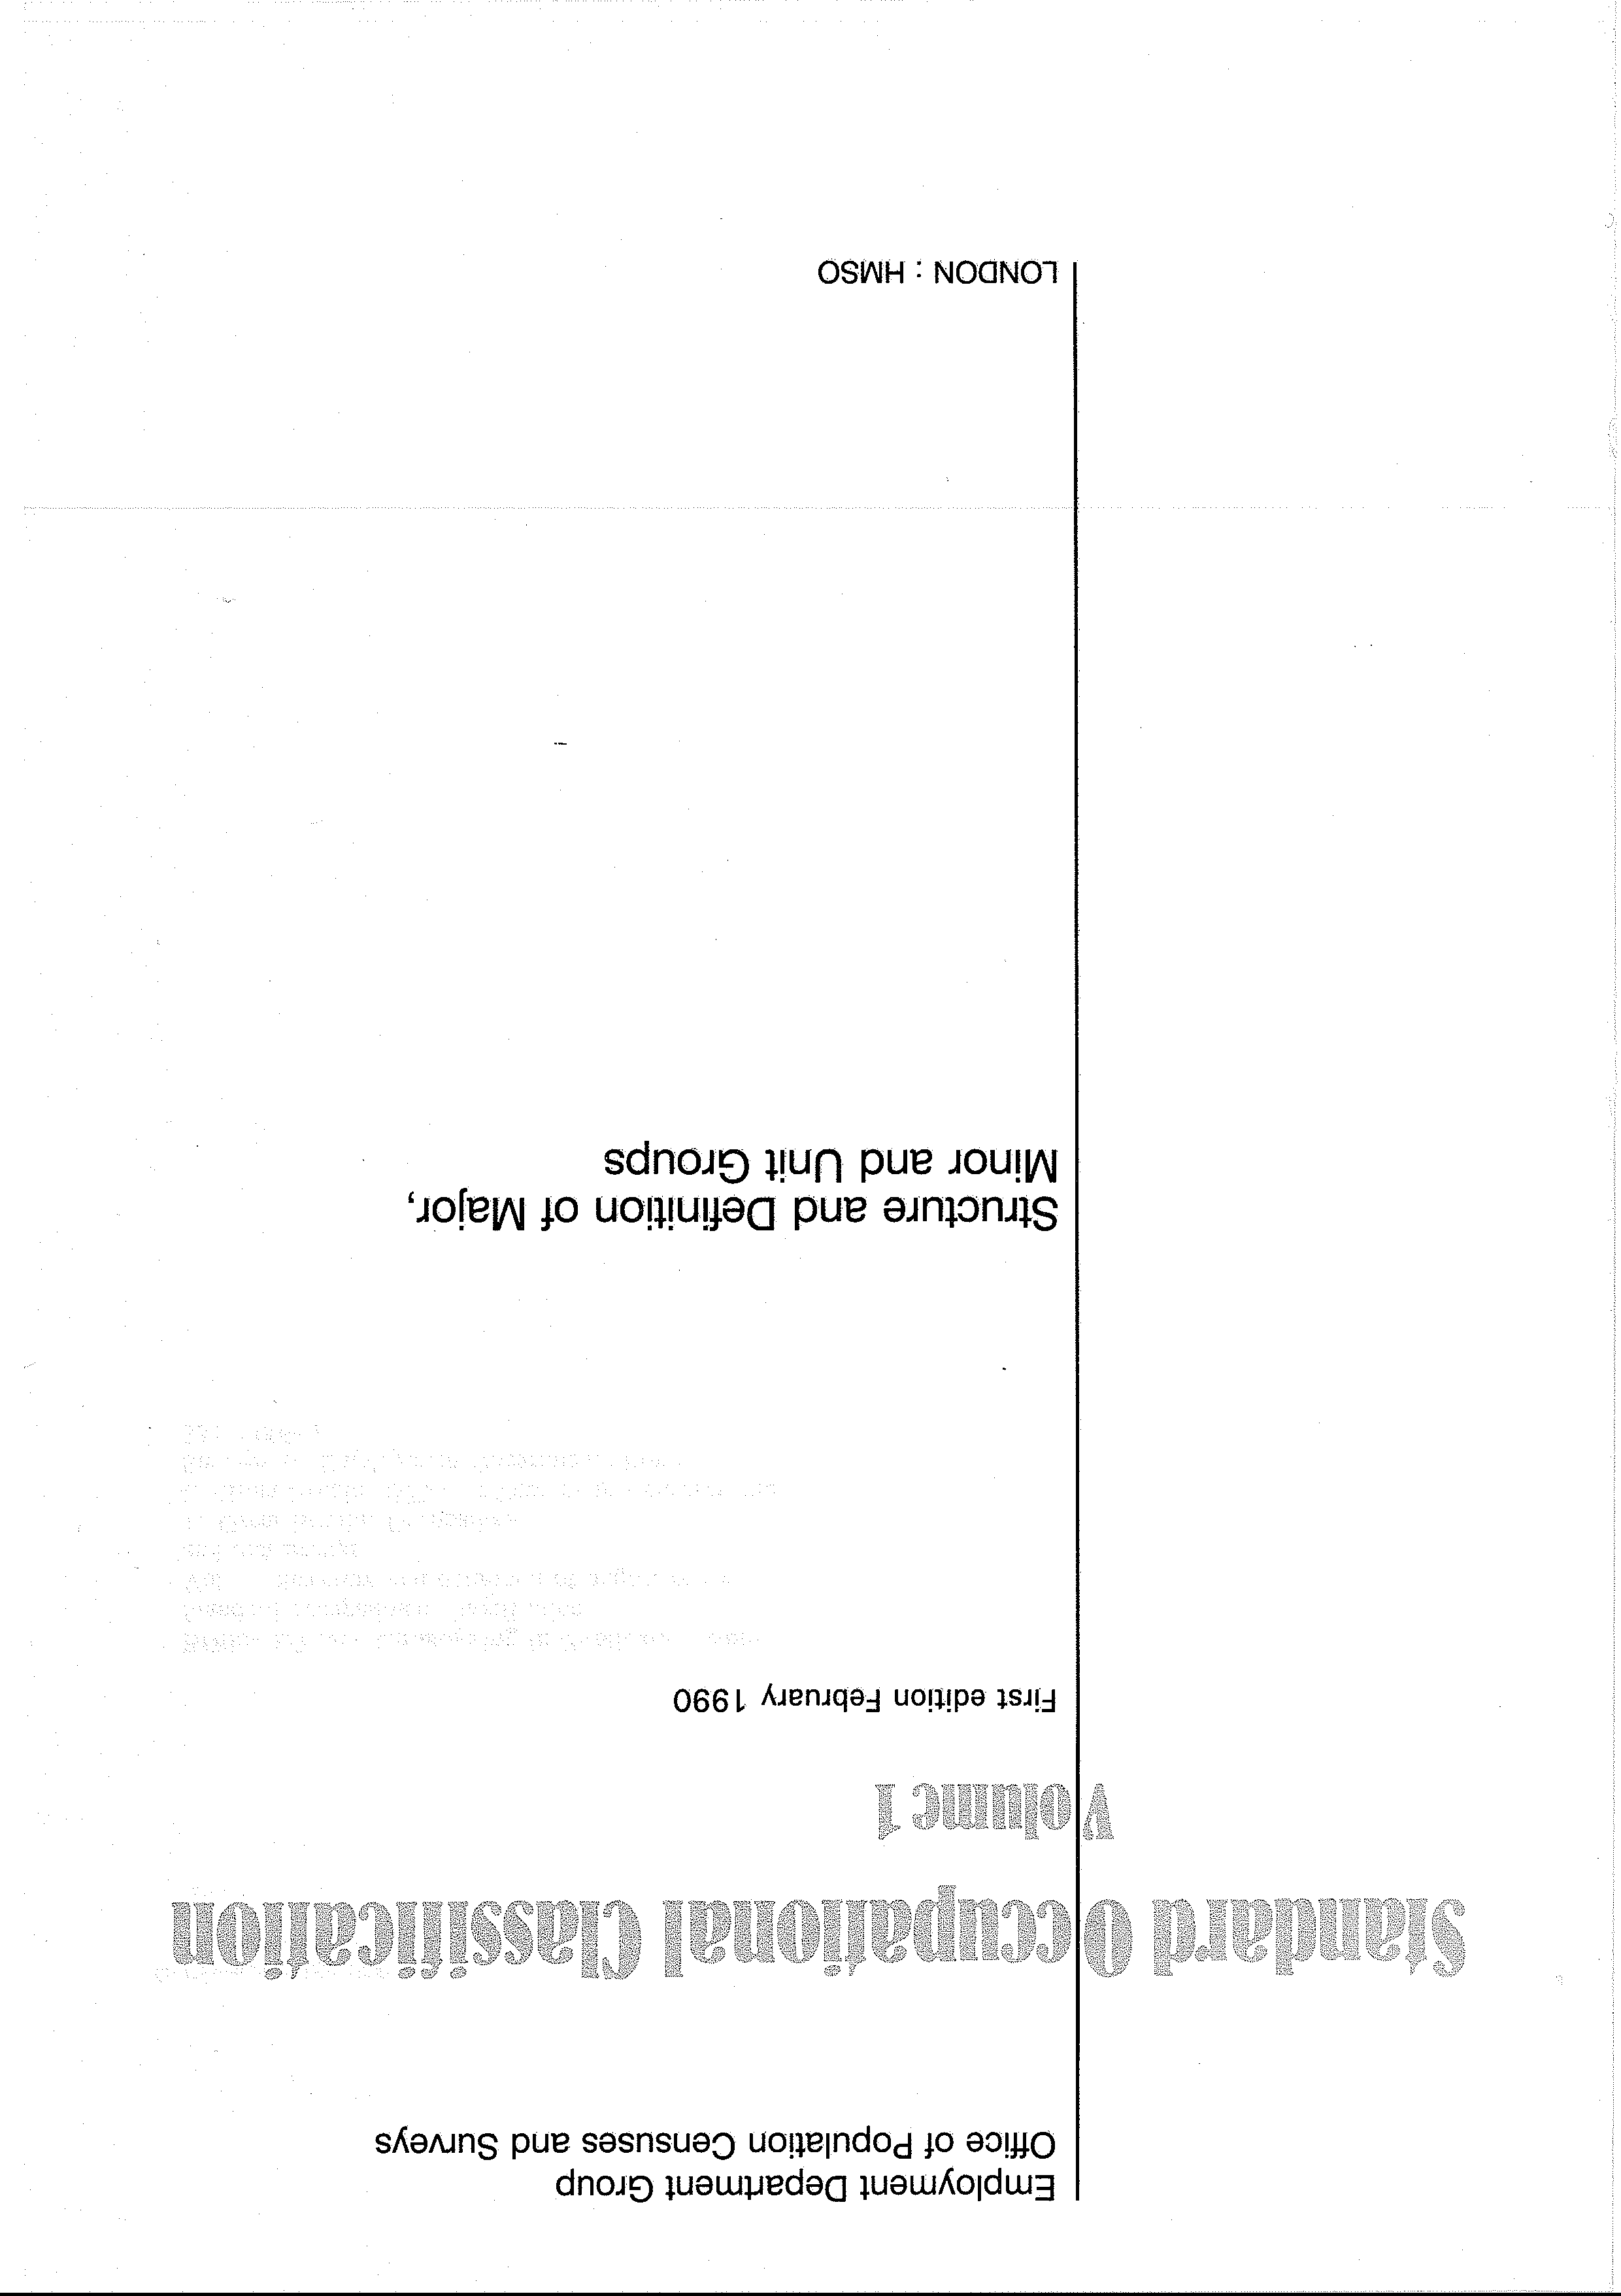 Employment Department Group
Office of Population Censuses and Surveys
Standard Occupational Classification
Volume 1
First edition February 1990
Structure and Definition of Major,
Minor and Unit Groups
LONDON : HMSO